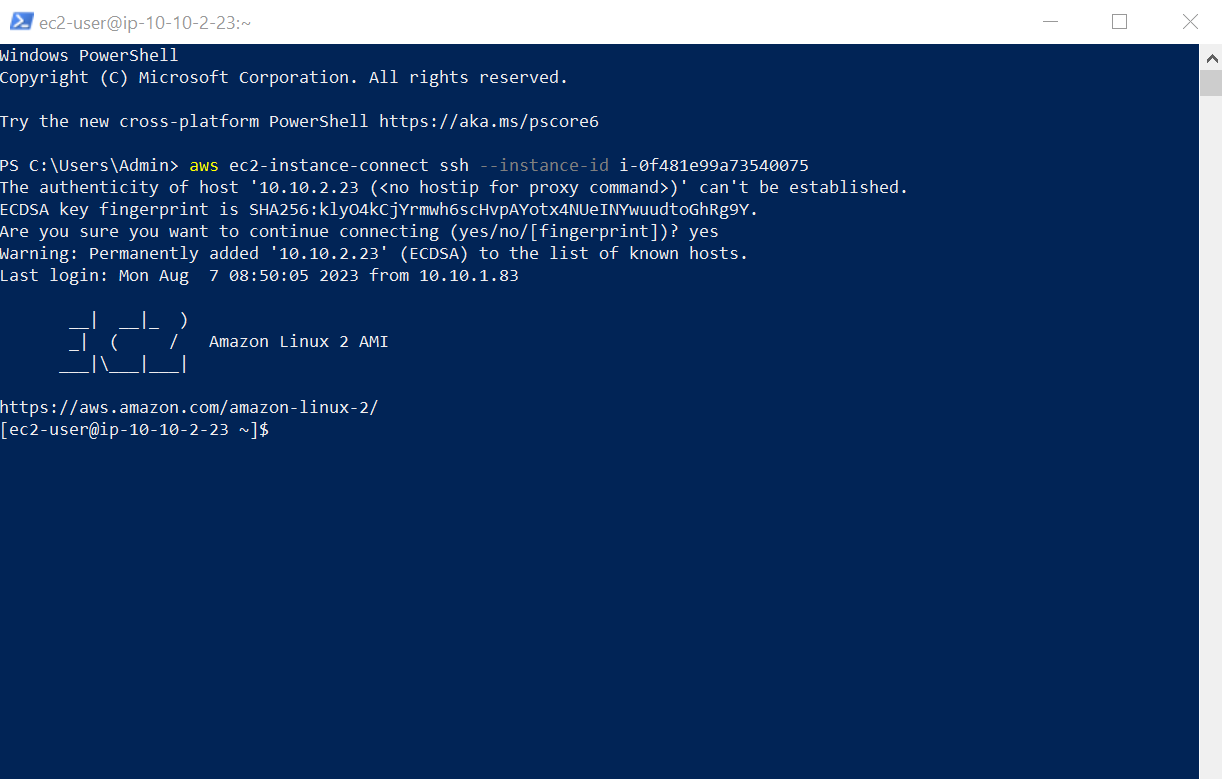 ec2-user@ip-10-10-2-23:~
Windows PowerShell
Copyright (C) Microsoft Corporation. All rights reserved.
Try the new cross-platform PowerShell https://aka.ms/pscore6
PS C:\Users\Admin> aws ec2-instance-connect ssh --instance-id i-0f481e99a73540075
The authenticity of host '10.10.2.23 (<no hostip for proxy command>)' can't be established.
ECDSA key fingerprint is SHA256:klyO4kCjYrmwh6scHvpAYotx4NUeINYwuudtoGhRg9Y.
Are you sure you want to continue connecting (yes/no/[fingerprint])? yes
Warning: Permanently added '10.10.2.23' (ECDSA) to the list of known hosts.
Last login: Mon Aug  7 08:50:05 2023 from 10.10.1.83
       __|  __|_  )
       _|  (     /   Amazon Linux 2 AMI
      ___|\___|___|
https://aws.amazon.com/amazon-linux-2/
[ec2-user@ip-10-10-2-23 ~]$